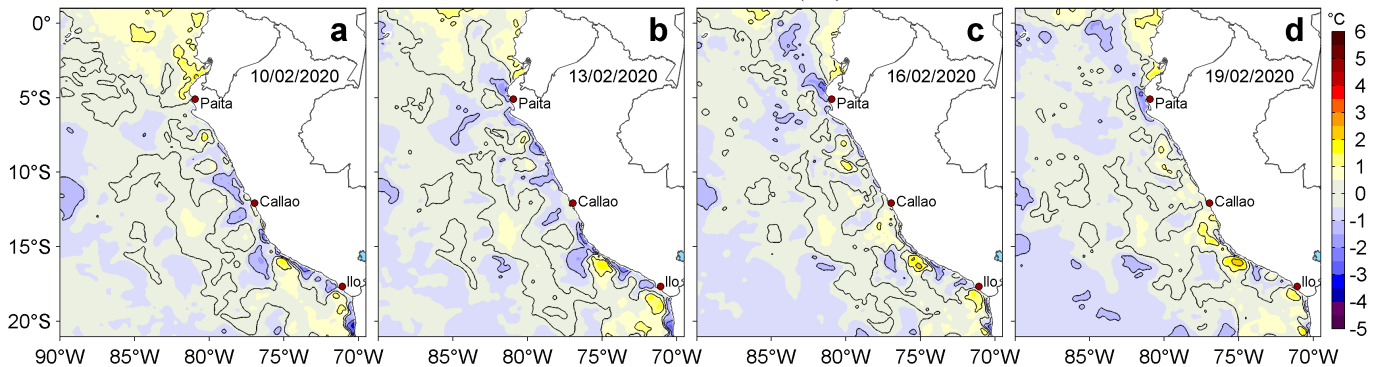 a b c d °C
0° 5°S 10°S 15°S 20°S
10/02/2020 13/02/2020 16/02/2020 19/02/2020
Paita Paita Paita Paita
Callao Callao Callao Callao
Ilo Ilo Ilo Ilo
90°W 85°W 80°W 75°W 70°W 85°W 80°W 75°W 70°W 85°W 80°W 75°W 70°W 85°W 80°W 75°W 70°W
6
5
4
3
2
1
0
-1
-2
-3
-4
-5